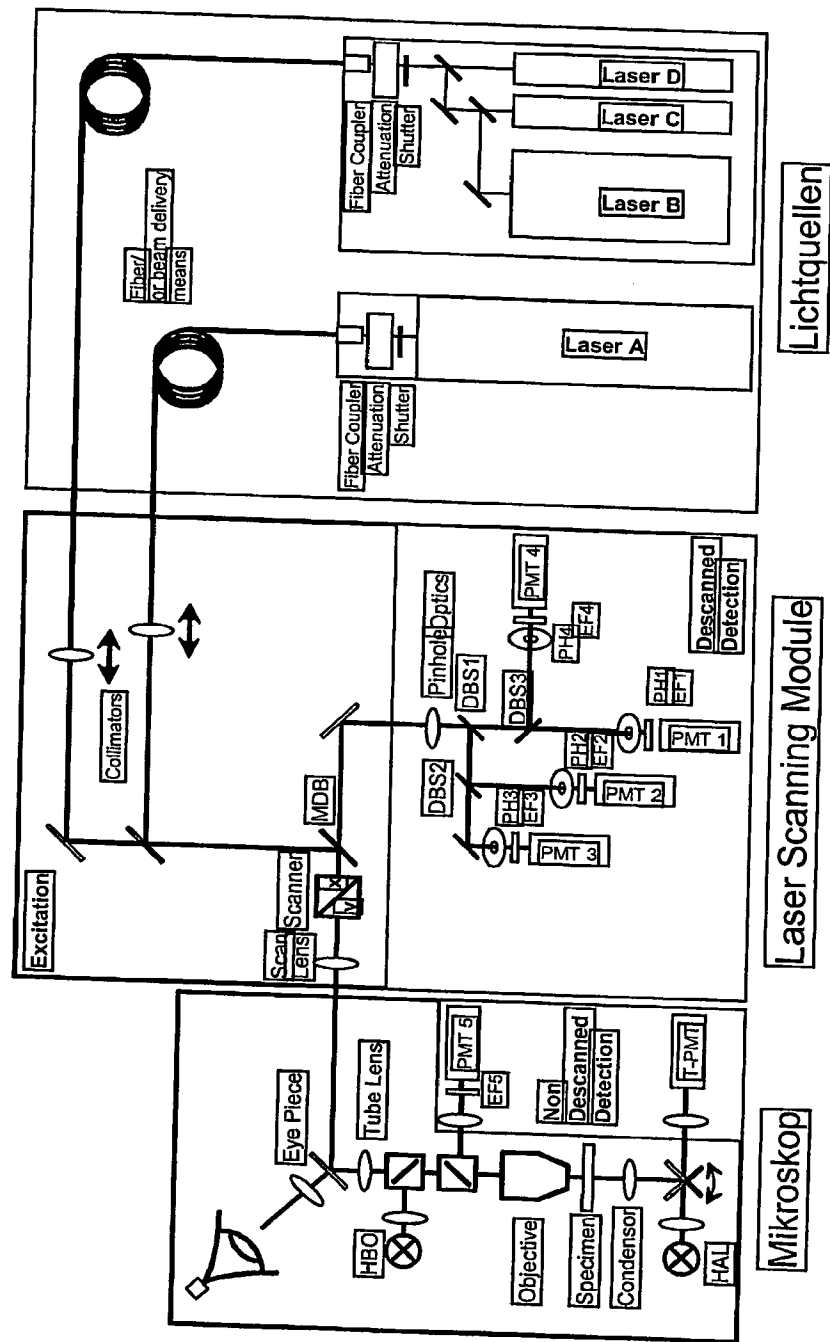 Fiber/
or beam delivery
means
Fiber Coupler
Attenuation
Shutter
Laser D
Laser C
Laser B
Fiber Coupler
Attenuation
Shutter
Laser A
Lichtquellen
Excitation
Collimators
MDB
Scanner
x
y
Scan
Lens
Pinhole Optics
DBS1
DBS2
DBS3
PMT 4
PH4
EF4
PH1
EF1
PMT 1
PH2
EF2
PMT 2
PH3
EF3
PMT 3
Descanned
Detection
Laser Scanning Module
Eye Piece
Tube Lens
HBO
PMT 5
EF5
Non
Descanned
Detection
Objective
Specimen
Condensor
T-PMT
HAL
Mikroskop